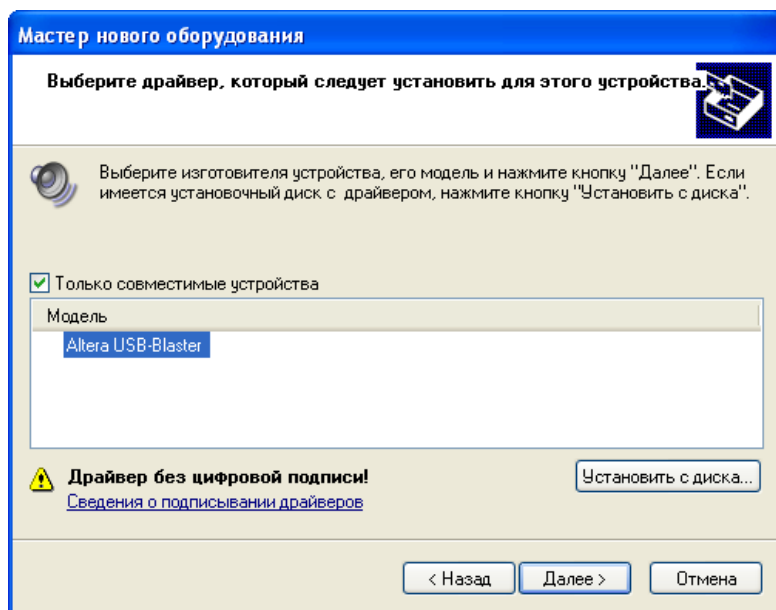 Мастер нового оборудования
Выберите драйвер, который следует установить для этого устройства.
Выберите изготовителя устройства, его модель и нажмите кнопку "Далее". Если
имеется установочный диск с драйвером, нажмите кнопку "Установить с диска".
Только совместимые устройства
Модель
Altera USB-Blaster
Драйвер без цифровой подписи!
Установить с диска...
Сведения о подписывании драйверов
< Назад
Далее >
Отмена